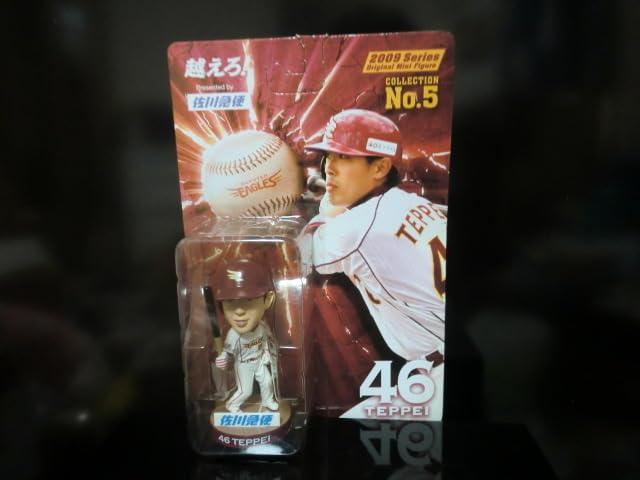 越えろ!
Presented by
佐川急便
2009 Series
Original Mini Figure
COLLECTION
No.5
EAGLES
TEPPEI
4
46
TEPPEI
佐川急便
46 TEPPEI